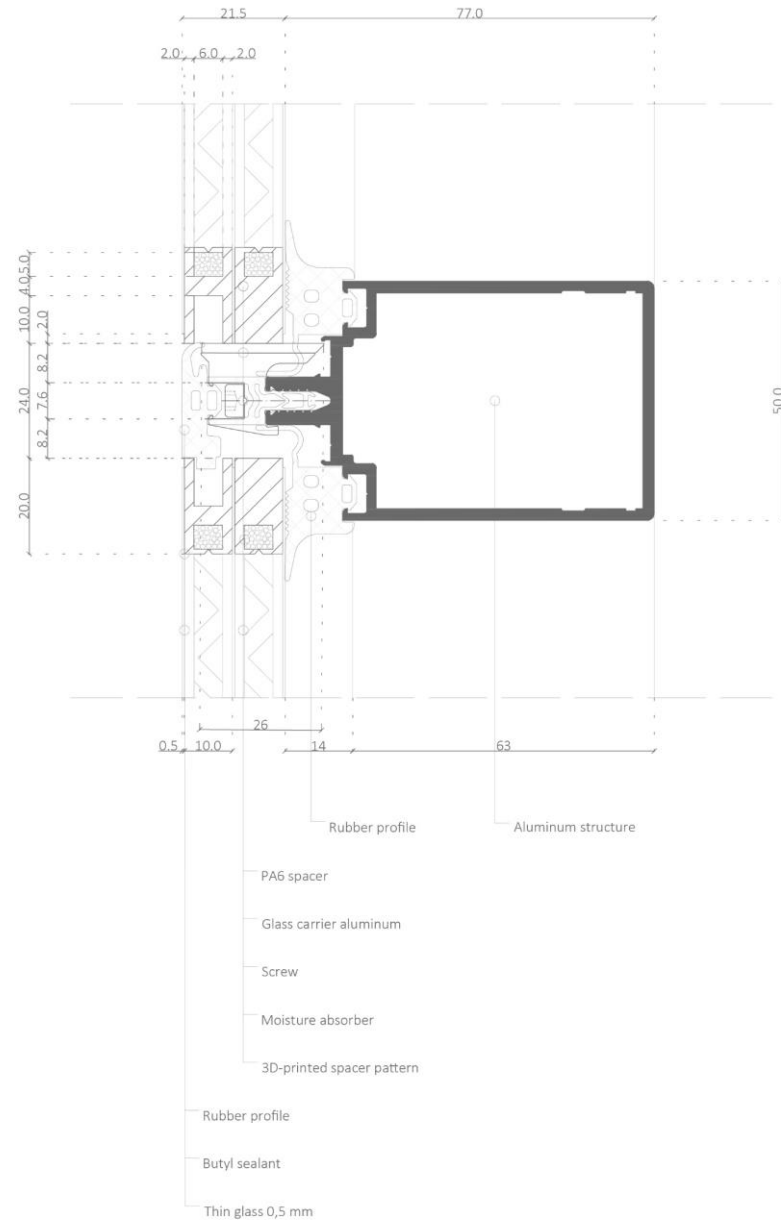 21.5
77.0
2.0
6.0
2.0
5.0
4.0
10.0
2.0
8.2
24.0
7.6
8.2
20.0
50.0
26
0.5
10.0
14
63
Rubber profile
Aluminum structure
PA6 spacer
Glass carrier aluminum
Screw
Moisture absorber
3D-printed spacer pattern
Rubber profile
Butyl sealant
Thin glass 0,5 mm